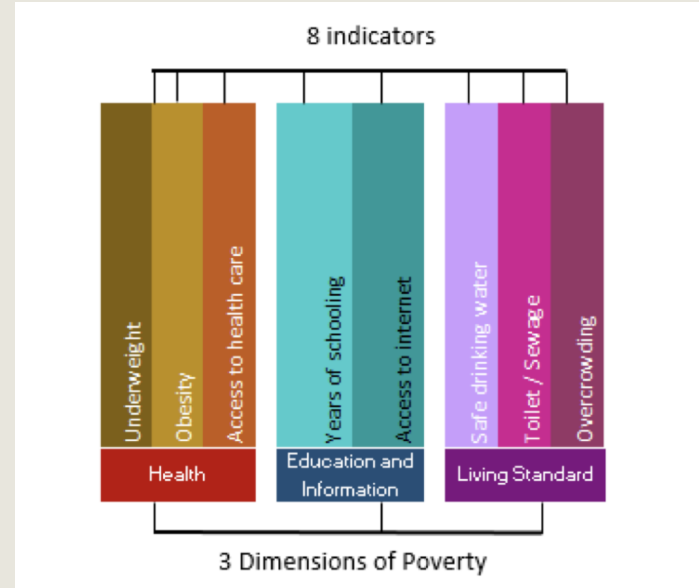 8 indicators
Underweight
Obesity
Access to health care
Years of schooling
Access to internet
Safe drinking water
Toilet / Sewage
Overcrowding
Health
Education and
Information
Living Standard
3 Dimensions of Poverty